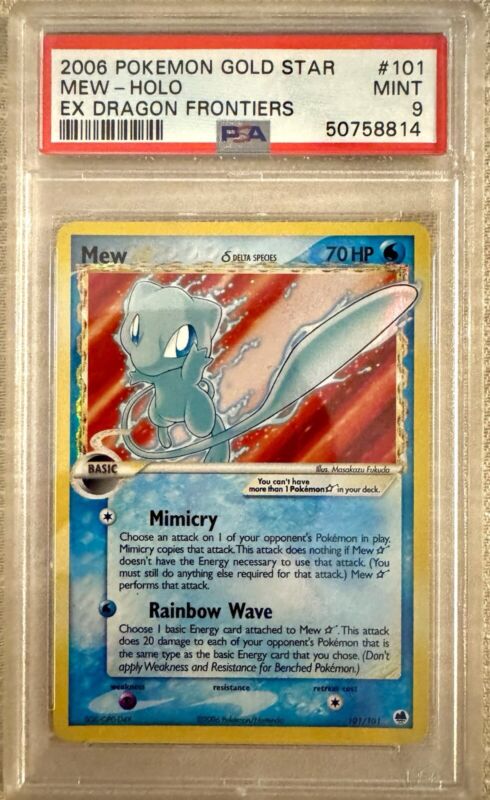 2006 POKEMON GOLD STAR #101
MEW - HOLO MINT
EX DRAGON FRONTIERS 9
PSA 50758814
Mew δ DELTA SPECIES 70 HP
BASIC
Illus. Masakazu Fukuda
You can't have
more than 1 Pokémon ☆ in your deck.
Mimicry
Choose an attack on 1 of your opponent's Pokémon in play.
Mimicry copies that attack. This attack does nothing if Mew ☆
doesn't have the Energy necessary to use that attack. (You
must still do anything else required for that attack.) Mew ☆
performs that attack.
Rainbow Wave
Choose 1 basic Energy card attached to Mew ☆. This attack
does 20 damage to each of your opponent's Pokémon that is
the same type as the basic Energy card that you chose. (Don't
apply Weakness and Resistance for Benched Pokémon.)
weakness resistance retreat cost
©2006 Pokémon/Nintendo 101/101